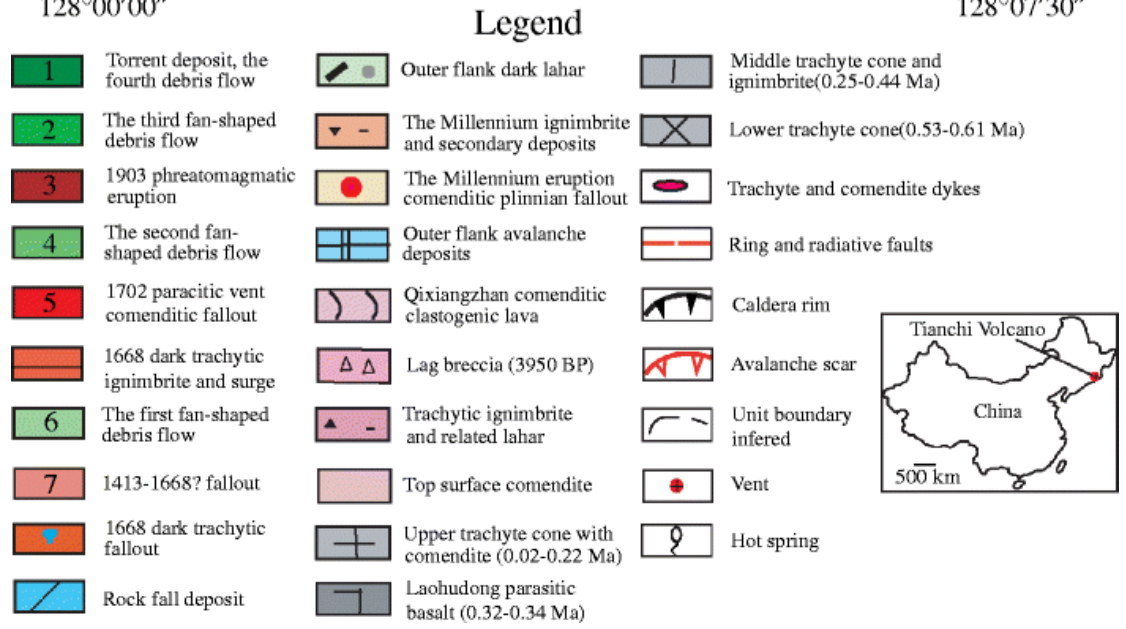 128°00'00"
128°07'30"
Legend
1
Torrent deposit, the
fourth debris flow
2
The third fan-shaped
debris flow
3
1903 phreatomagmatic
eruption
4
The second fan-
shaped debris flow
5
1702 paracitic vent
comenditic fallout
1668 dark trachytic
ignimbrite and surge
6
The first fan-shaped
debris flow
7
1413-1668? fallout
1668 dark trachytic
fallout
Rock fall deposit
Outer flank dark lahar
The Millennium ignimbrite
and secondary deposits
The Millennium eruption
comenditic plinnian fallout
Outer flank avalanche
deposits
Qixiangzhan comenditic
clastogenic lava
Lag breccia (3950 BP)
Trachytic ignimbrite
and related lahar
Top surface comendite
Upper trachyte cone with
comendite (0.02-0.22 Ma)
Laohudong parasitic
basalt (0.32-0.34 Ma)
Middle trachyte cone and
ignimbrite(0.25-0.44 Ma)
Lower trachyte cone(0.53-0.61 Ma)
Trachyte and comendite dykes
Ring and radiative faults
Caldera rim
Avalanche scar
Unit boundary
infered
Vent
Hot spring
Tianchi Volcano
China
500 km